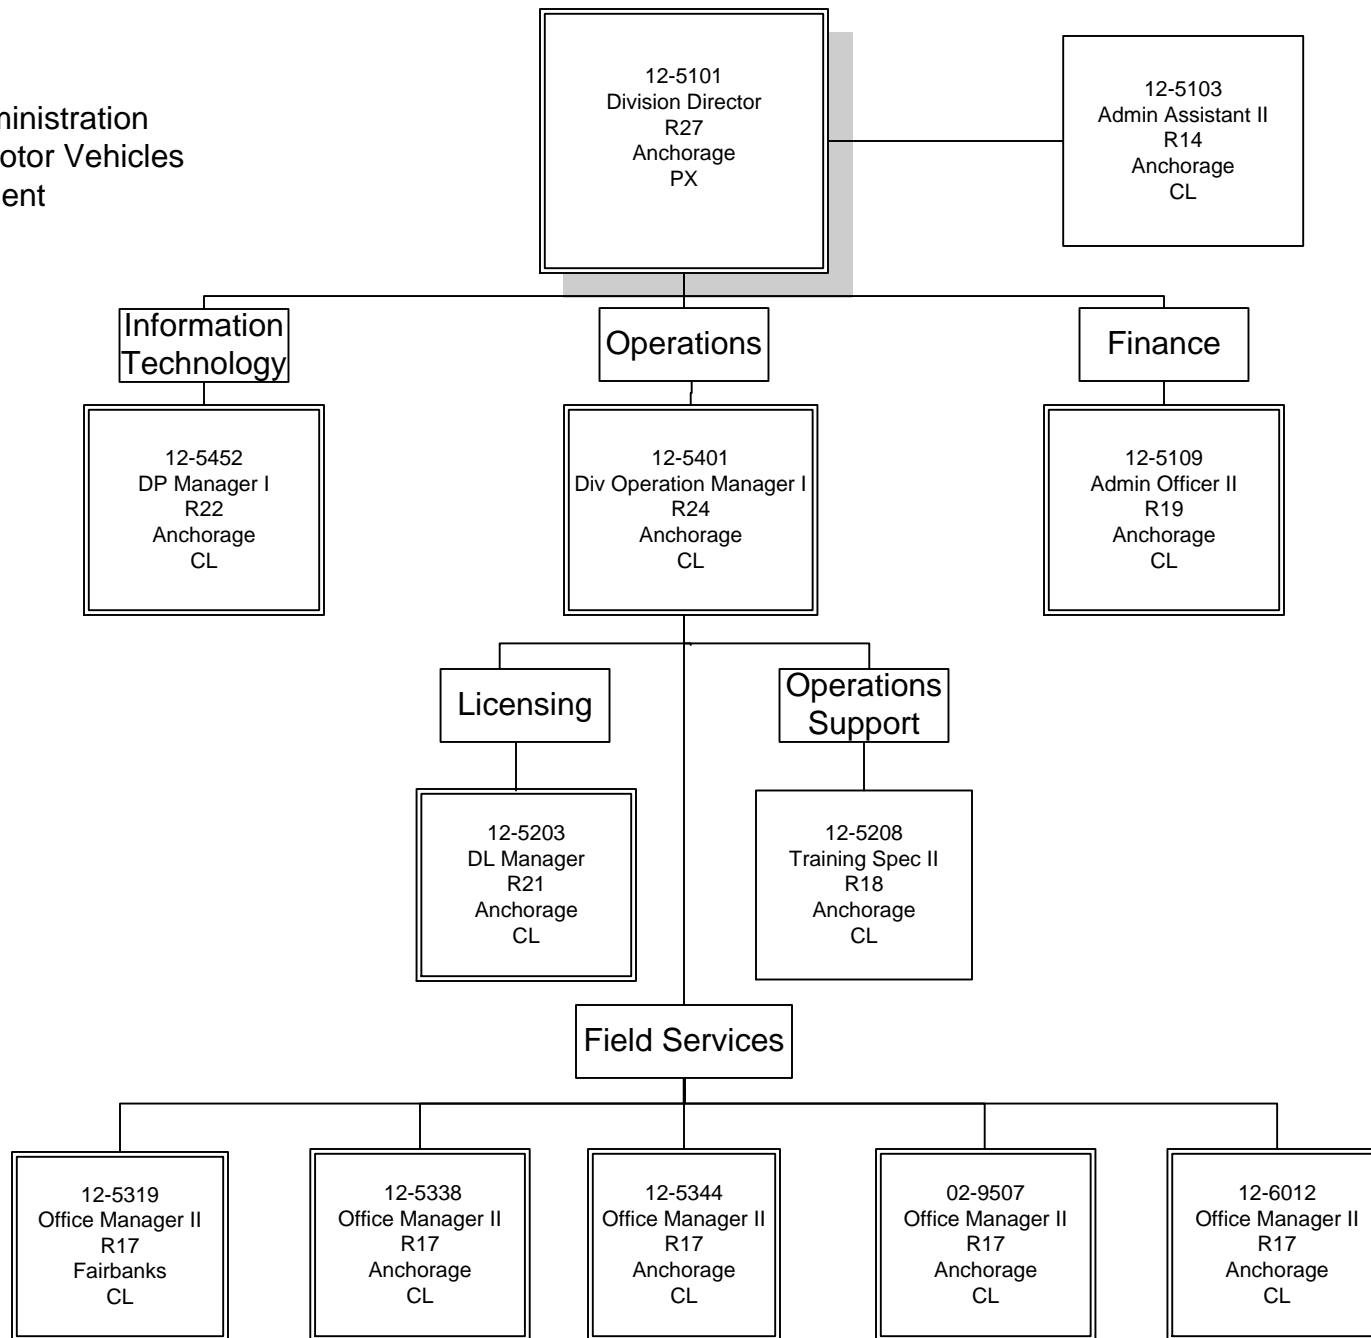 12-5101
Division Director
R27
Anchorage
PX
12-5103
Admin Assistant II
R14
Anchorage
CL
Motor Vehicles
Information
Technology
Operations
Finance
12-5452
DP Manager I
R22
Anchorage
CL
12-5401
Div Operation Manager I
R24
Anchorage
CL
12-5109
Admin Officer II
R19
Anchorage
CL
Licensing
Operations
Support
12-5203
DL Manager
R21
Anchorage
CL
12-5208
Training Spec II
R18
Anchorage
CL
Field Services
12-5319
Office Manager II
R17
Fairbanks
CL
12-5338
Office Manager II
R17
Anchorage
CL
12-5344
Office Manager II
R17
Anchorage
CL
02-9507
Office Manager II
R17
Anchorage
CL
12-6012
Office Manager II
R17
Anchorage
CL